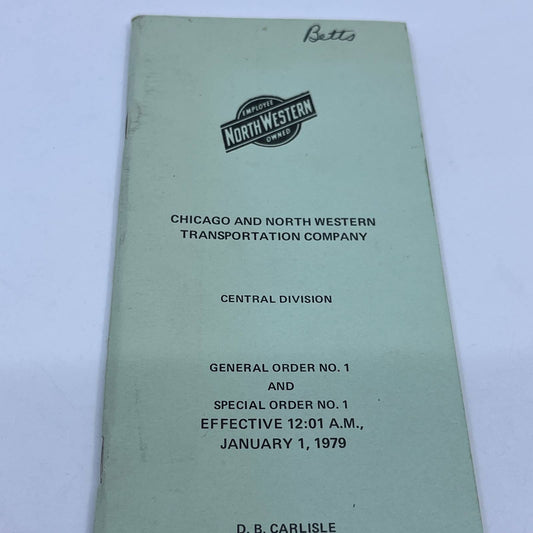 Betts
EMPLOYEE
NORTH WESTERN
OWNED
CHICAGO AND NORTH WESTERN
TRANSPORTATION COMPANY
CENTRAL DIVISION
GENERAL ORDER NO. 1
AND
SPECIAL ORDER NO. 1
EFFECTIVE 12:01 A.M.,
JANUARY 1, 1979
D. B. CARLISLE